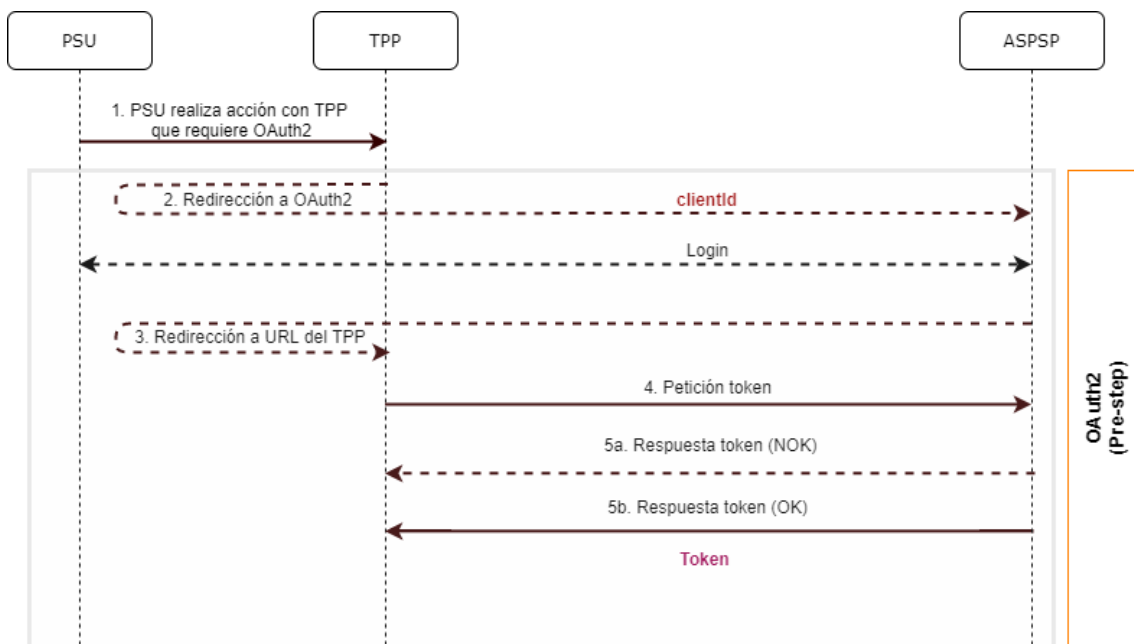 PSU
TPP
ASPSP
1. PSU realiza acción con TPP
que requiere OAuth2
2. Redirección a OAuth2
clientId
Login
3. Redirección a URL del TPP
4. Petición token
5a. Respuesta token (NOK)
5b. Respuesta token (OK)
Token
OAuth2
(Pre-step)